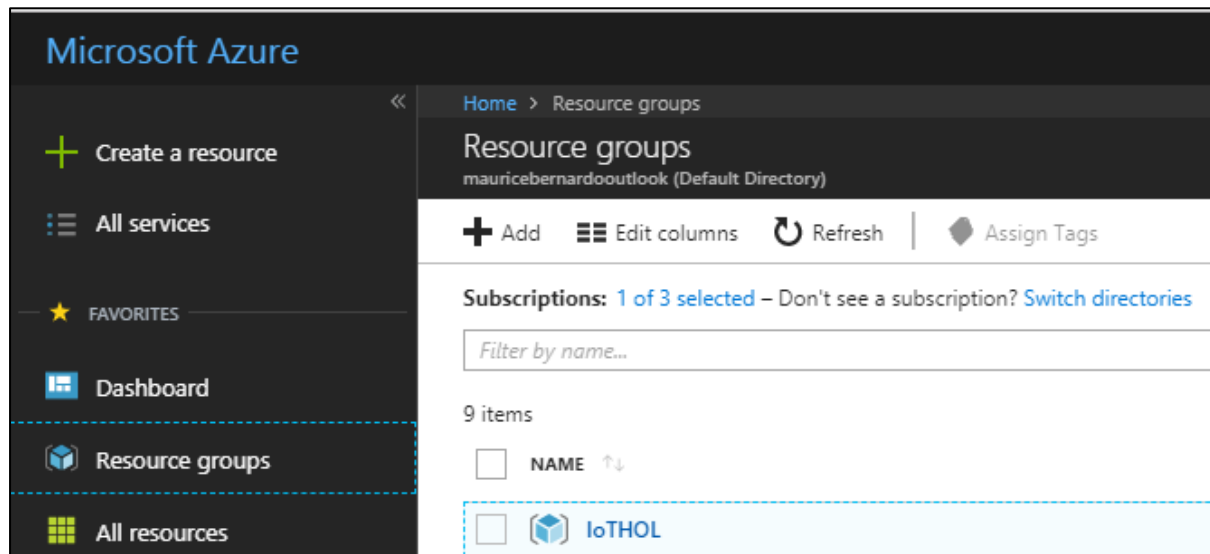 Microsoft Azure
«
Create a resource
All services
FAVORITES
Dashboard
Resource groups
All resources
Home > Resource groups
Resource groups
mauricebernardooutlook (Default Directory)
Add Edit columns Refresh Assign Tags
Subscriptions: 1 of 3 selected – Don't see a subscription? Switch directories
Filter by name...
9 items
NAME ↑↓
IoTHOL